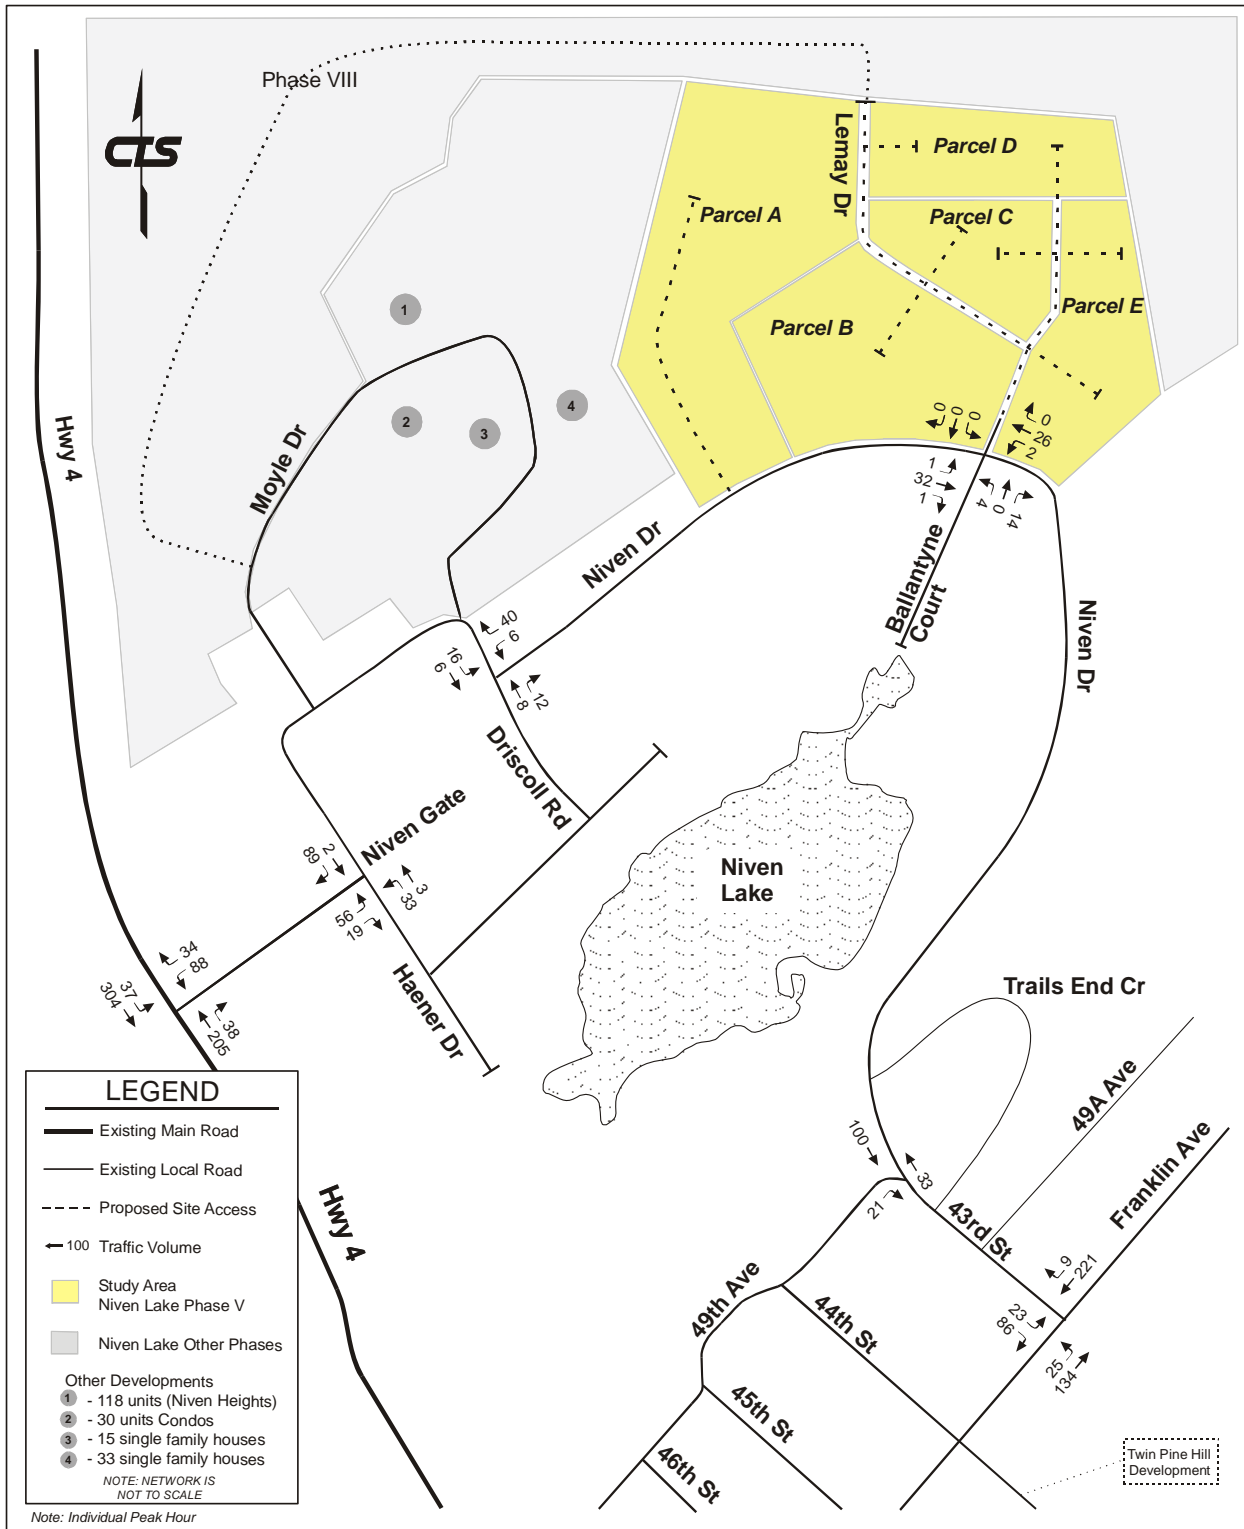 Phase VIII
CTS
Lemay Dr
Parcel D
Parcel A
Parcel C
Parcel E
Parcel B
1
2
3
4
Hwy 4
Moyle Dr
0
0
0
0
26
2
1
32
1
4
0
14
Niven Dr
Ballantyne
Court
Niven Dr
40
6
16
6
8
12
Driscoll Rd
Niven Gate
2
89
3
33
56
19
Niven
Lake
34
88
37
304
38
205
Haener Dr
Trails End Cr
49A Ave
Franklin Ave
100
33
21
43rd St
9
221
23
86
25
134
49th Ave
44th St
45th St
46th St
Hwy 4
Twin Pine Hill
Development
LEGEND
Existing Main Road
Existing Local Road
Proposed Site Access
100 Traffic Volume
Study Area
Niven Lake Phase V
Niven Lake Other Phases
Other Developments
1 - 118 units (Niven Heights)
2 - 30 units Condos
3 - 15 single family houses
4 - 33 single family houses
NOTE: NETWORK IS
NOT TO SCALE
Note: Individual Peak Hour